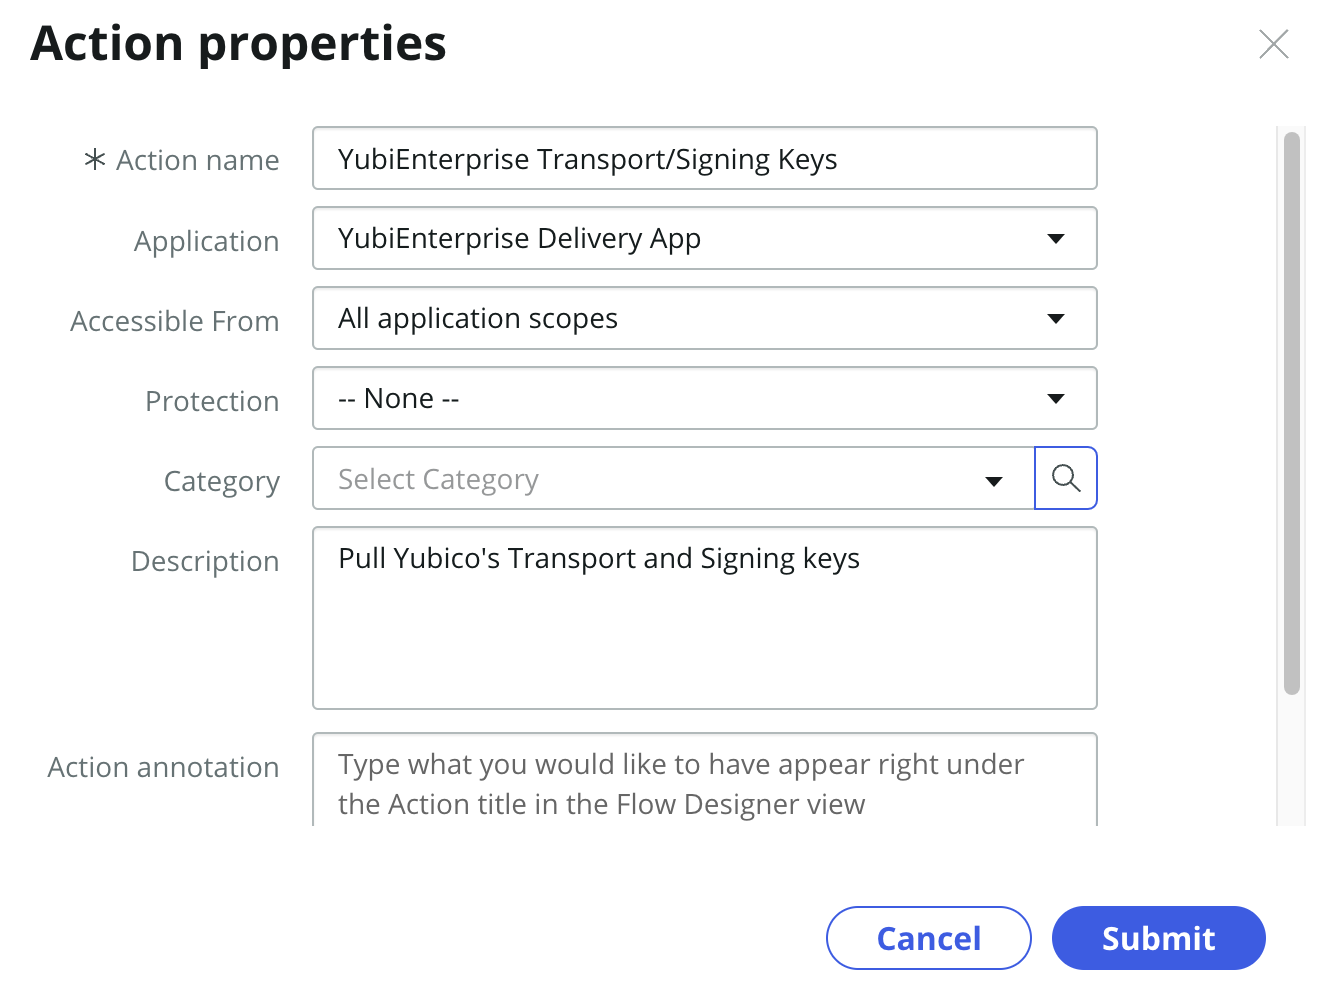 Action properties
* Action name
YubiEnterprise Transport/Signing Keys
Application
YubiEnterprise Delivery App
Accessible From
All application scopes
Protection
-- None --
Category
Select Category
Description
Pull Yubico's Transport and Signing keys
Action annotation
Type what you would like to have appear right under
the Action title in the Flow Designer view
Cancel
Submit